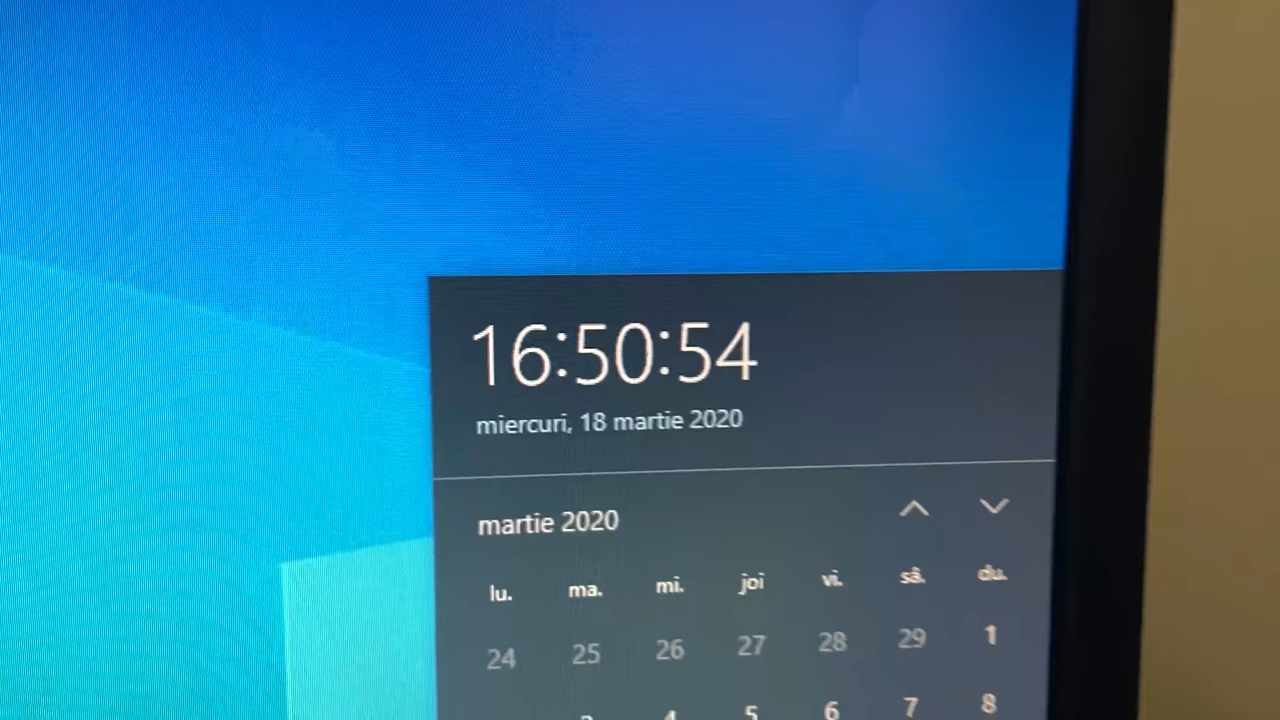 16:50:54
miercuri, 18 martie 2020
martie 2020
lu. ma. mi. joi vi. sâ. du.
24 25 26 27 28 29 1
3 4 5 6 7 8